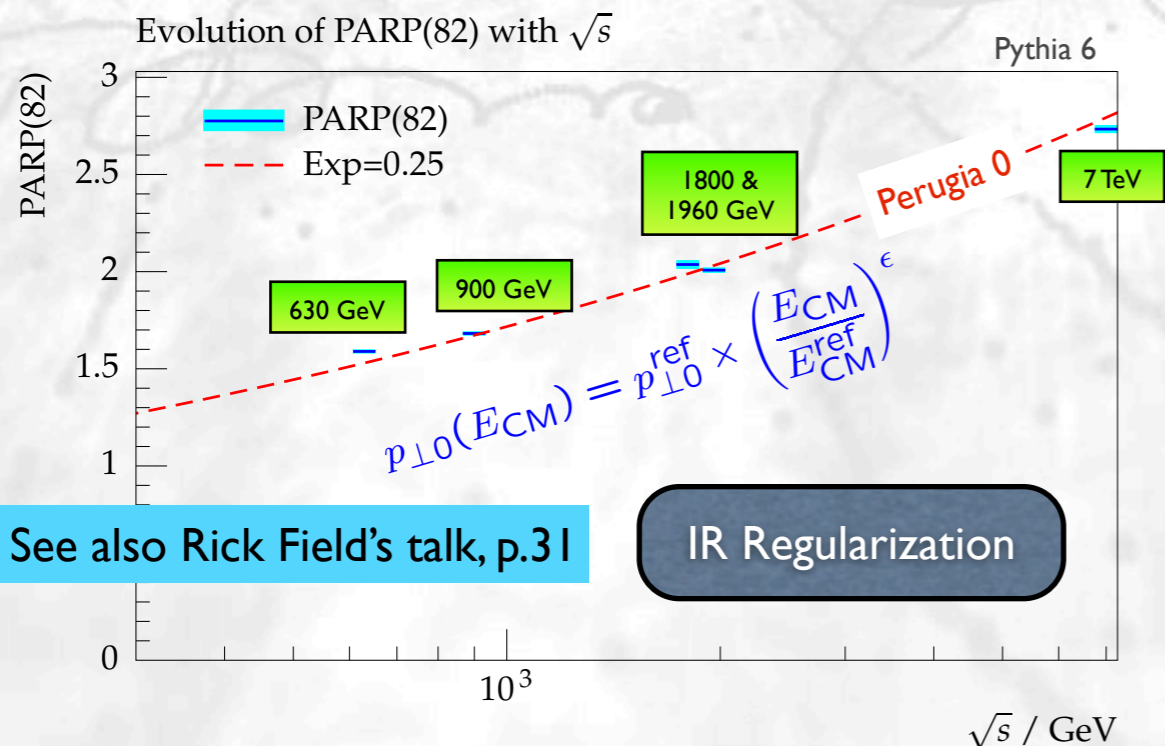 Evolution of PARP(82) with √s
Pythia 6
PARP(82)
3
2.5
2
1.5
1
0
PARP(82)
Exp=0.25
630 GeV
900 GeV
1800 &
1960 GeV
Perugia 0
7 TeV
p⊥0(ECM) = p⊥0^ref × (ECM / ECM^ref)^ϵ
See also Rick Field's talk, p.31
IR Regularization
10^3
√s / GeV